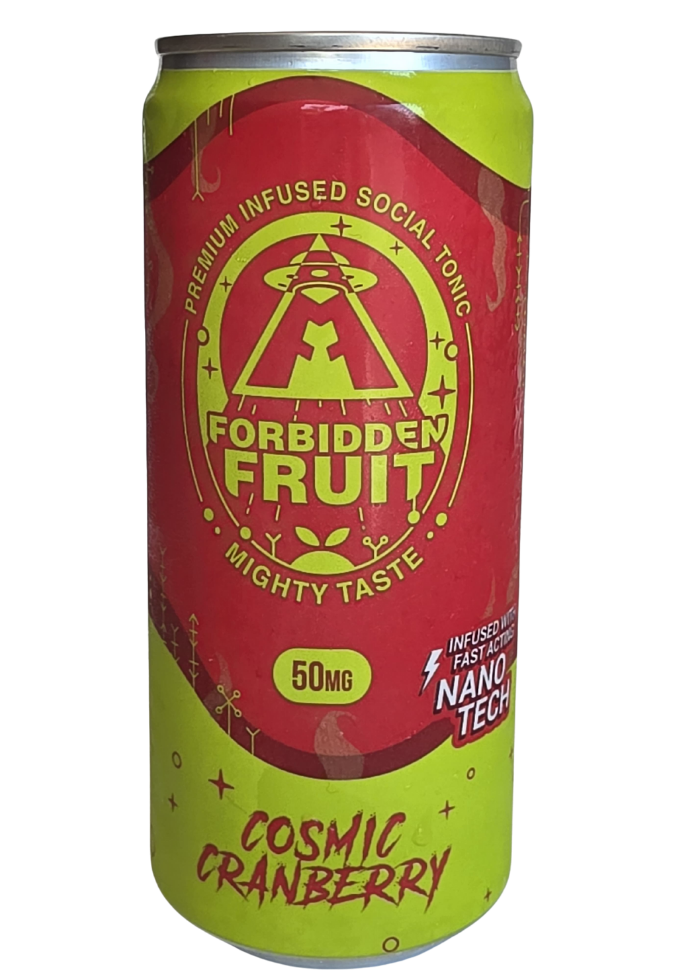 PREMIUM INFUSED SOCIAL TONIC
FORBIDDEN
FRUIT
MIGHTY TASTE
50MG
INFUSED WITH
FAST ACTING
NANO
TECH
COSMIC
CRANBERRY